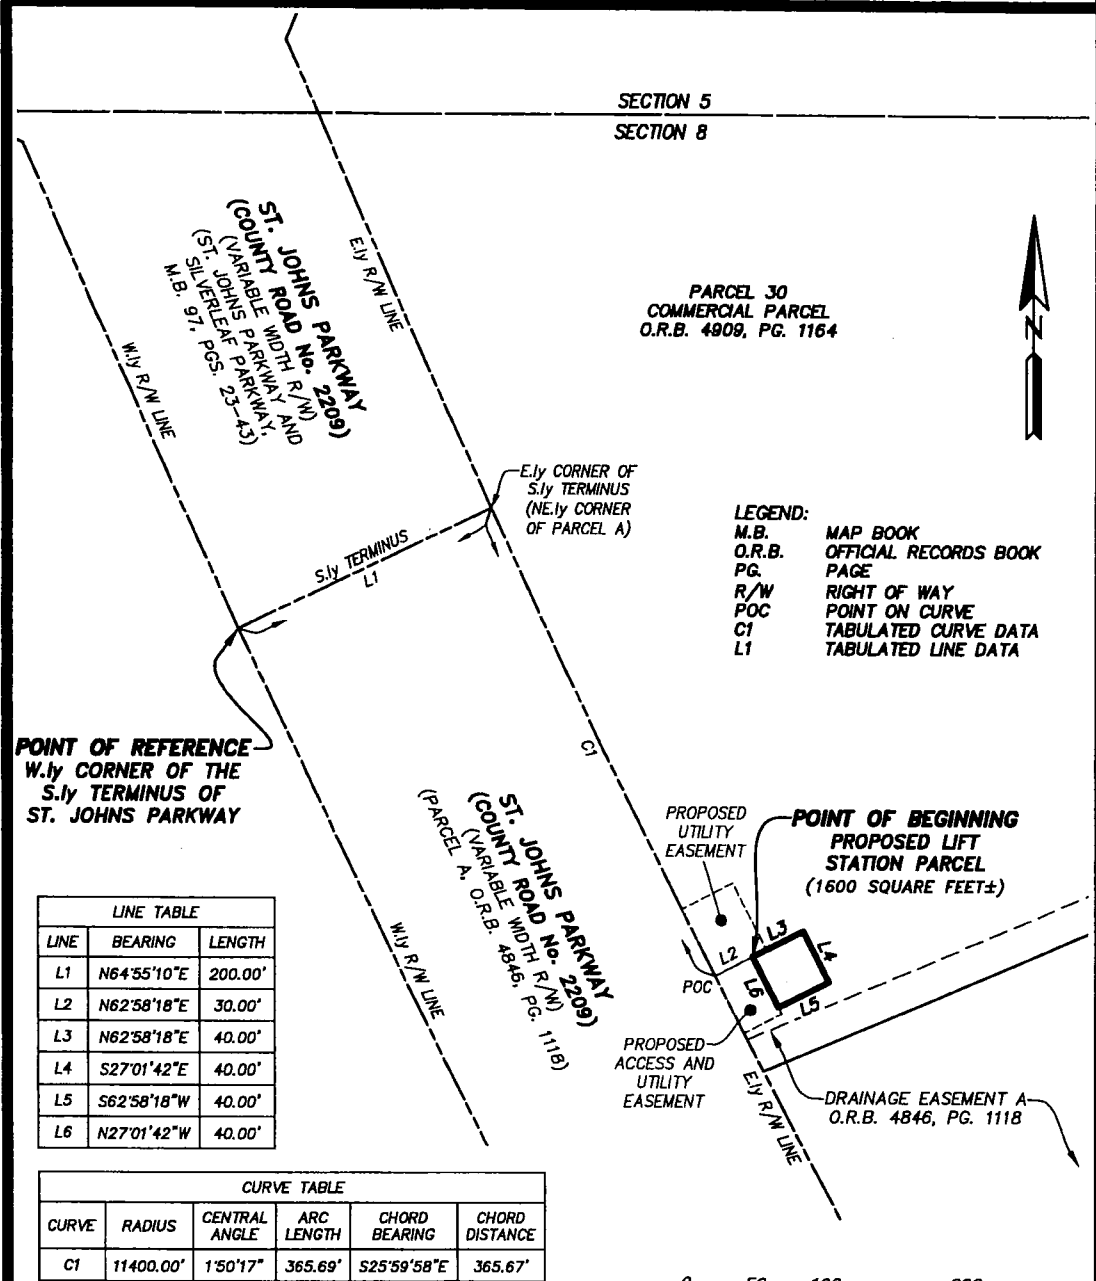 SECTION 5
SECTION 8
ST. JOHNS PARKWAY
(COUNTY ROAD No. 2209)
(VARIABLE WIDTH R/W)
(ST. JOHNS PARKWAY AND
SILVERLEAF PARKWAY,
M.B. 97, PGS. 23-43)
E.ly R/W LINE
W.ly R/W LINE
PARCEL 30
COMMERCIAL PARCEL
O.R.B. 4909, PG. 1164
N
E.ly CORNER OF
S.ly TERMINUS
(NE.ly CORNER
OF PARCEL A)
S.ly TERMINUS
L1
LEGEND:
M.B. MAP BOOK
O.R.B. OFFICIAL RECORDS BOOK
PG. PAGE
R/W RIGHT OF WAY
POC POINT ON CURVE
C1 TABULATED CURVE DATA
L1 TABULATED LINE DATA
POINT OF REFERENCE
W.ly CORNER OF THE
S.ly TERMINUS OF
ST. JOHNS PARKWAY
C1
ST. JOHNS PARKWAY
(COUNTY ROAD No. 2209)
(VARIABLE WIDTH R/W)
(PARCEL A, O.R.B. 4846, PG. 1118)
W.ly R/W LINE
PROPOSED
UTILITY
EASEMENT
POINT OF BEGINNING
PROPOSED LIFT
STATION PARCEL
(1600 SQUARE FEET±)
L2
L3
L4
L5
L6
POC
PROPOSED
ACCESS AND
UTILITY
EASEMENT
E.ly R/W LINE
DRAINAGE EASEMENT A
O.R.B. 4846, PG. 1118
LINE TABLE
LINE BEARING LENGTH
L1 N64°55'10"E 200.00'
L2 N62°58'18"E 30.00'
L3 N62°58'18"E 40.00'
L4 S27°01'42"E 40.00'
L5 S62°58'18"W 40.00'
L6 N27°01'42"W 40.00'
CURVE TABLE
CURVE RADIUS CENTRAL ANGLE ARC LENGTH CHORD BEARING CHORD DISTANCE
C1 11400.00' 1°50'17" 365.69' S25°59'58"E 365.67'